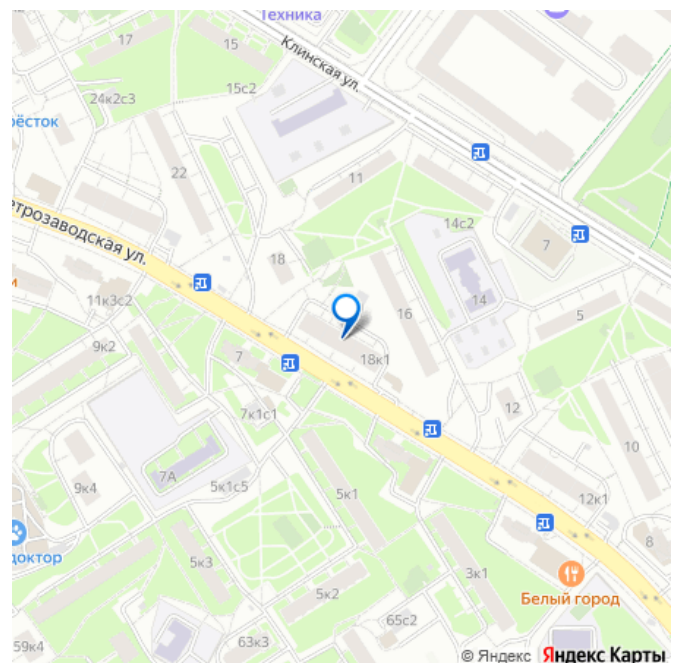 Техника
17
15
Клинская ул.
15с2
24к2с3
рёсток
22
11
14с2
7
етрозаводская ул.
18
14
и
11к3с2
16
5
9к2
7
18к1
7к1с1
12
10
7А
5к1с5
5к1
9к4
12к1
доктор
5к3
8
3к1
5к2
Белый город
65с2
59к4
63к3
© Яндекс Яндекс Карты